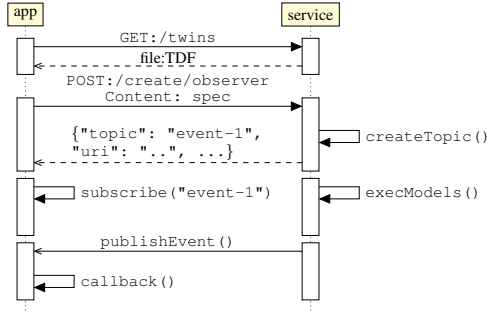 app
service
GET:/twins
file:TDF
POST:/create/observer
Content: spec
{"topic": "event-1",
"uri": "..", ...}
createTopic()
subscribe("event-1")
execModels()
publishEvent()
callback()